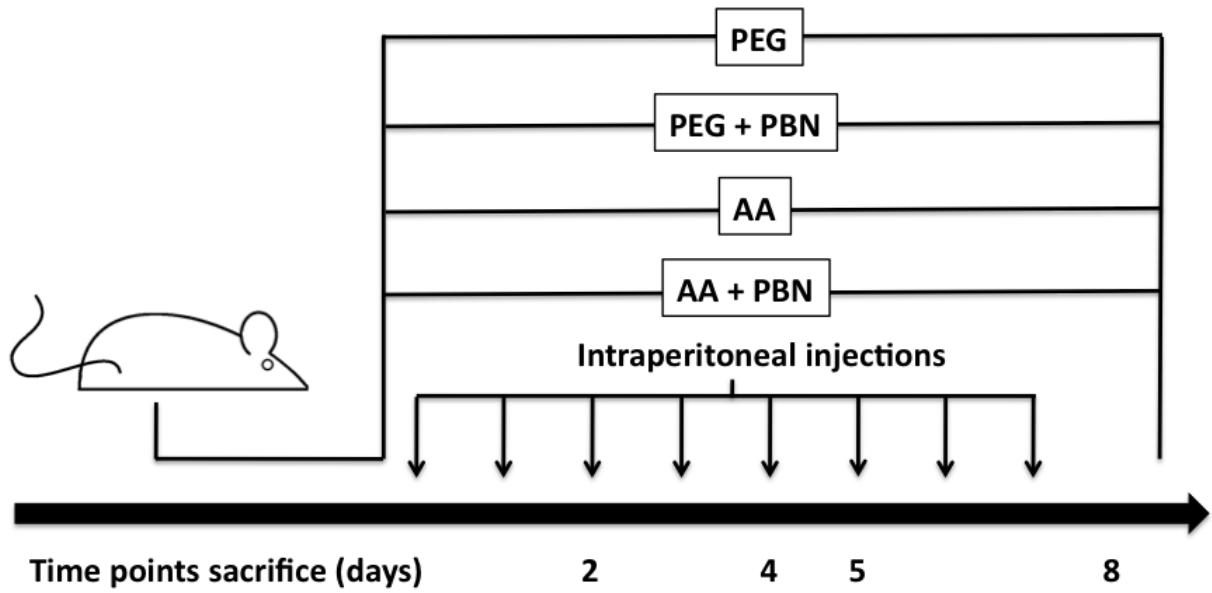 PEG
PEG + PBN
AA
AA + PBN
Intraperitoneal injections
Time points sacrifice (days) 2 4 5 8